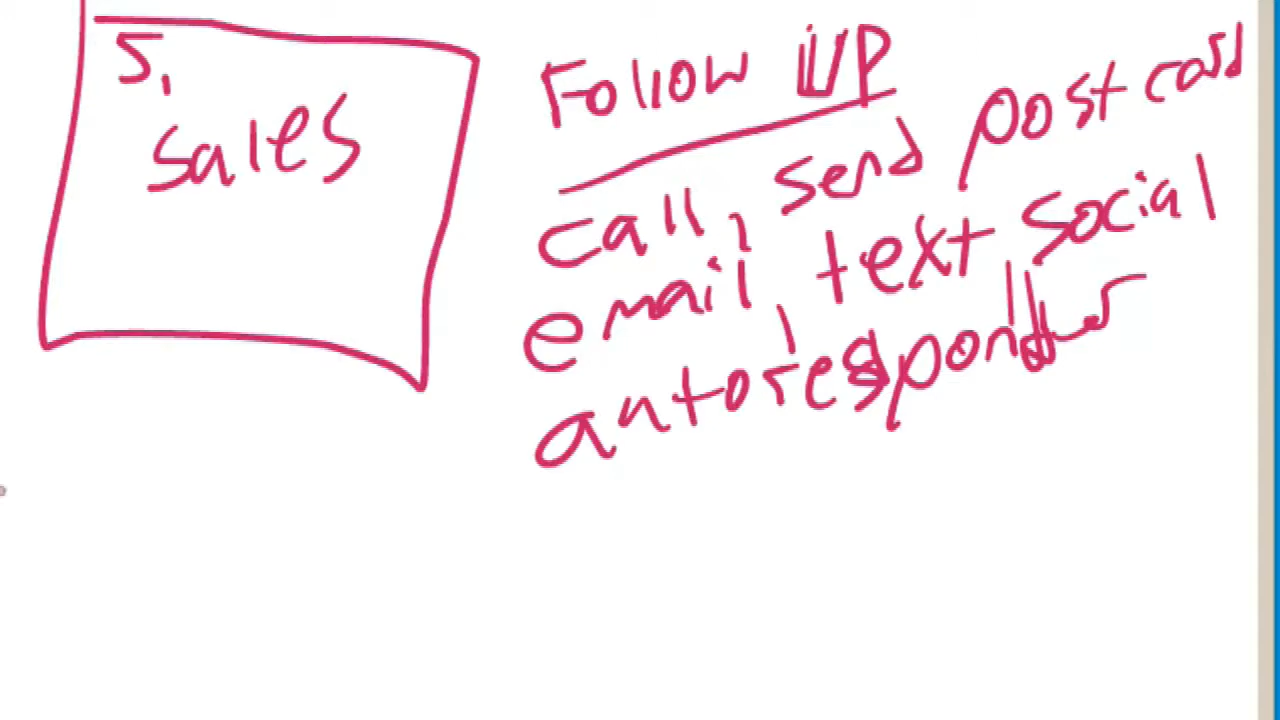 5.
sales
Follow UP
call, send postcard
email, text social
autoresponder